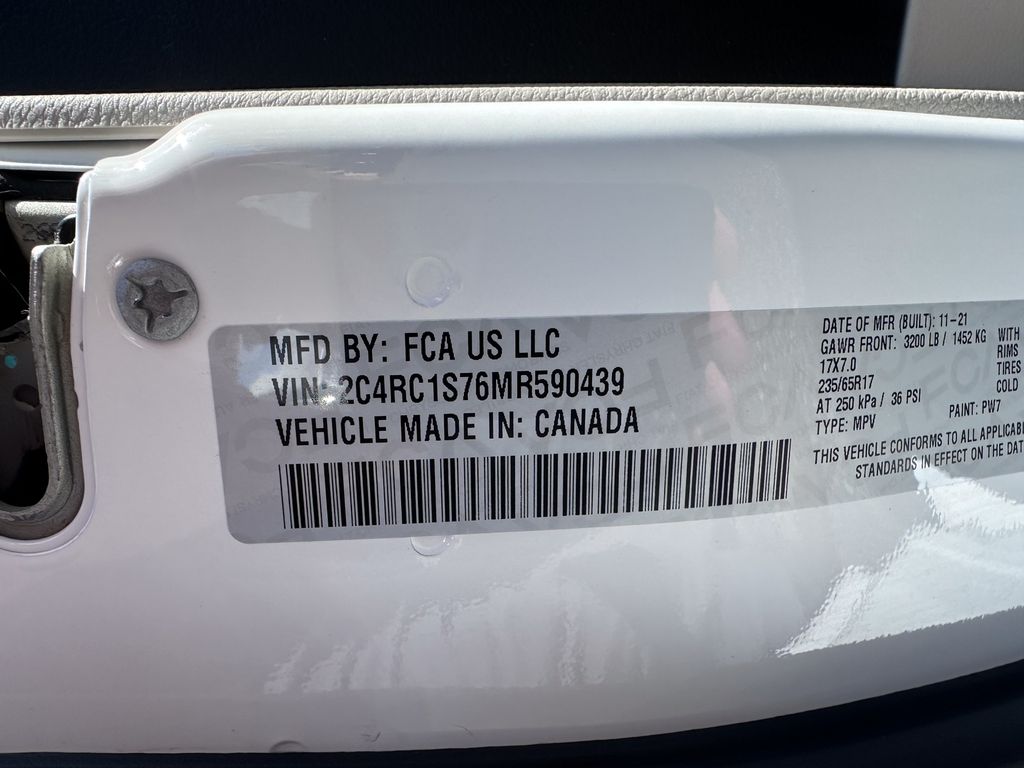 MFD BY: FCA US LLC
VIN: 2C4RC1S76MR590439
VEHICLE MADE IN: CANADA
DATE OF MFR (BUILT): 11-21
GAWR FRONT: 3200 LB / 1452 KG WITH
17X7.0 RIMS
235/65R17 TIRES
AT 250 kPa / 36 PSI COLD
TYPE: MPV PAINT: PW7
THIS VEHICLE CONFORMS TO ALL
STANDARDS IN EFFECT ON THE